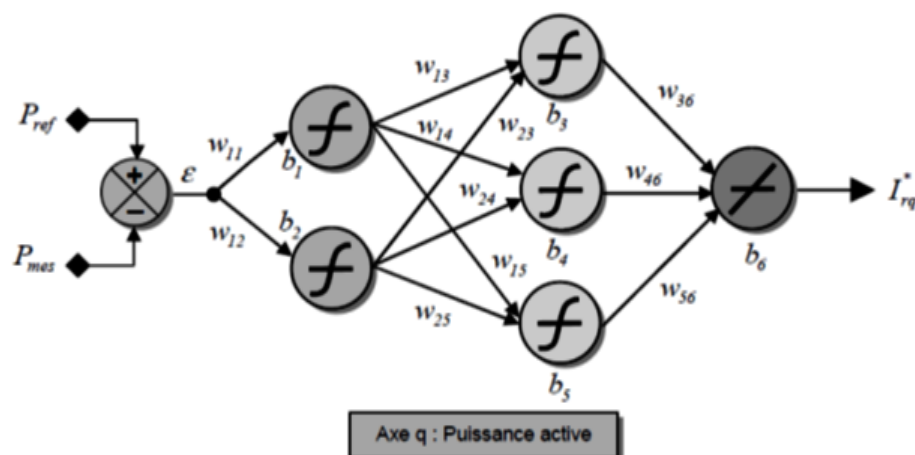 P_ref
P_mes
+
−
ε
w_11
w_12
b_1
b_2
w_13
w_14
w_23
w_24
w_15
w_25
b_3
b_4
b_5
w_36
w_46
w_56
b_6
I*_rq
Axe q : Puissance active